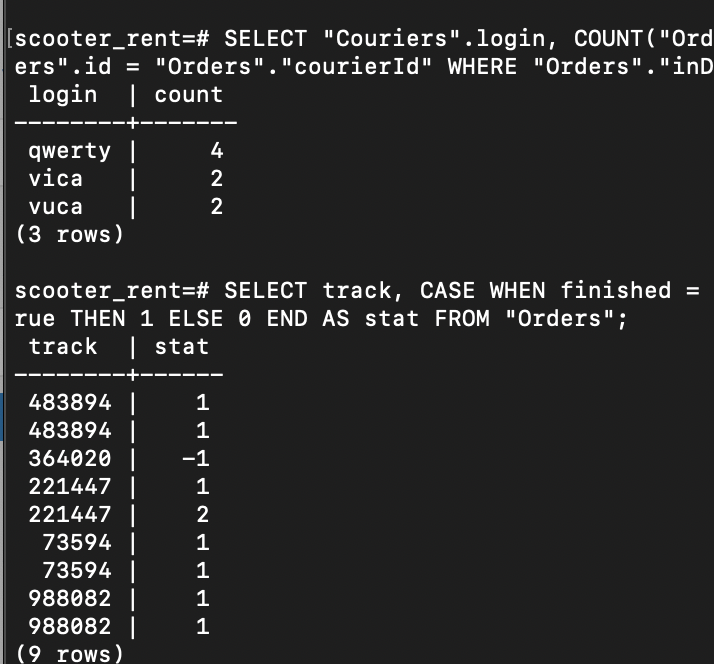 [scooter_rent=# SELECT "Couriers".login, COUNT("Ord
ers".id = "Orders"."courierId" WHERE "Orders"."inD
 login  | count
--------+-------
 qwerty |     4
 vica   |     2
 vuca   |     2
(3 rows)

scooter_rent=# SELECT track, CASE WHEN finished =
rue THEN 1 ELSE 0 END AS stat FROM "Orders";
 track  | stat
--------+------
 483894 |    1
 483894 |    1
 364020 |   -1
 221447 |    1
 221447 |    2
  73594 |    1
  73594 |    1
 988082 |    1
 988082 |    1
(9 rows)